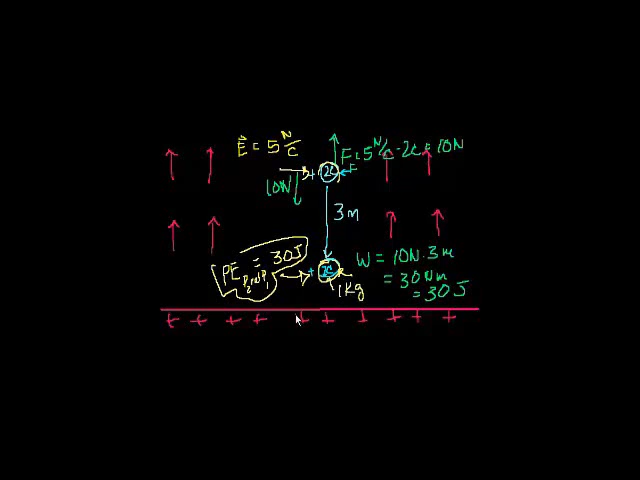 E = 5 N/C
F = 5 N/C · 2C = 10N
+ 2C
F
10N
3m
W = 10N · 3m
= 30 Nm
= 30 J
PE = 30J
+ 2C
1Kg
+ + + + + + + + + +